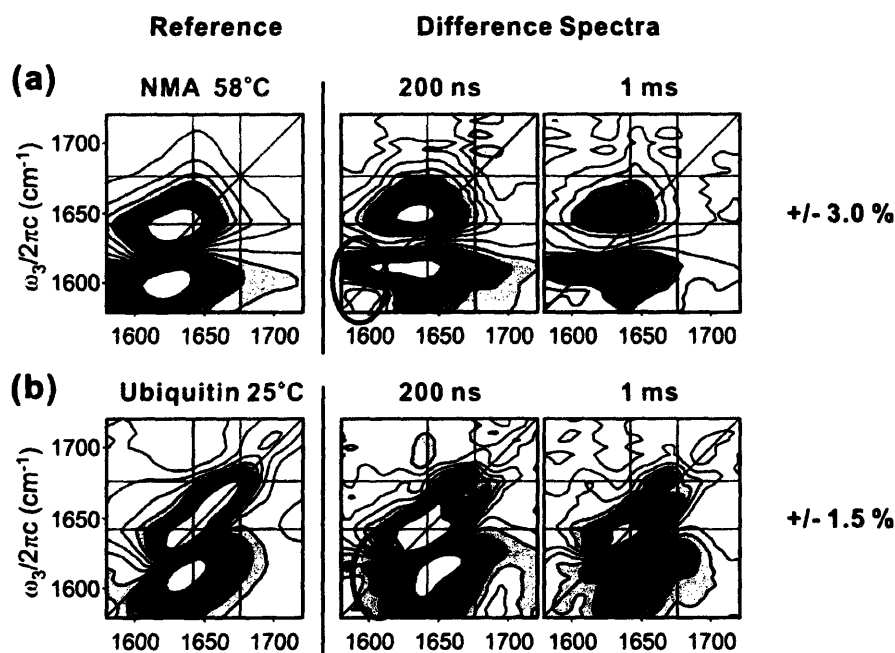 Reference Difference Spectra
(a) NMA 58°C 200 ns 1 ms
1700
1650
1600
ω₃/2πc (cm⁻¹)
+/- 3.0 %
1600 1650 1700 1600 1650 1700 1600 1650 1700
(b) Ubiquitin 25°C 200 ns 1 ms
1700
1650
1600
ω₃/2πc (cm⁻¹)
+/- 1.5 %
1600 1650 1700 1600 1650 1700 1600 1650 1700